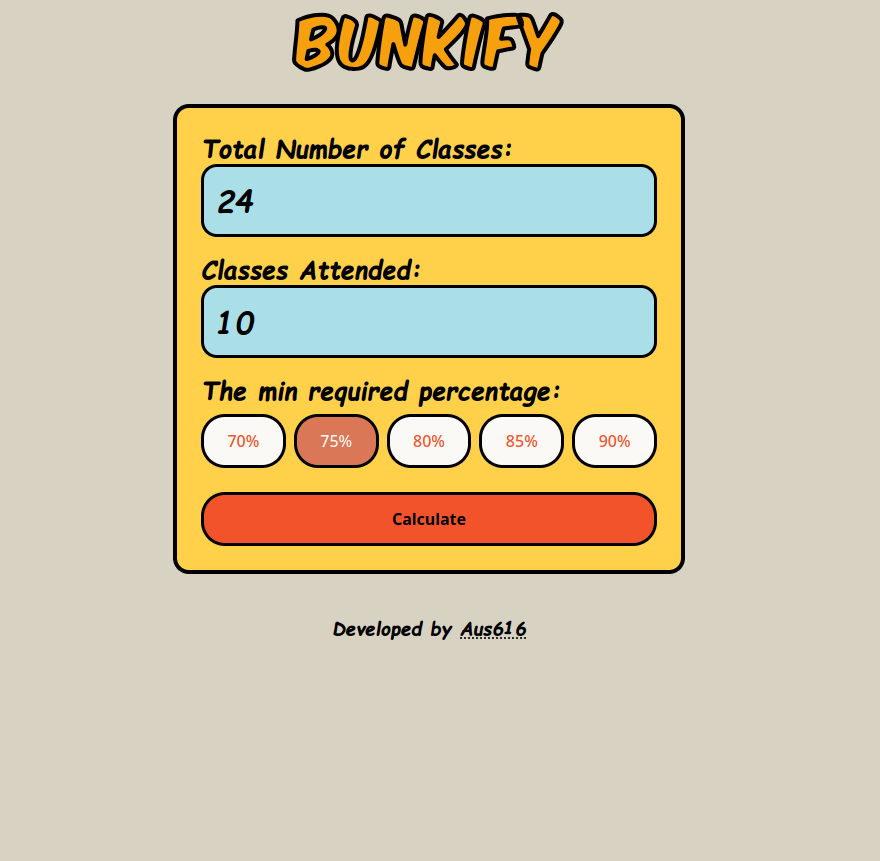 BUNKIFY
Total Number of Classes:
24
Classes Attended:
10
The min required percentage:
70% 75% 80% 85% 90%
Calculate
Developed by Aus616